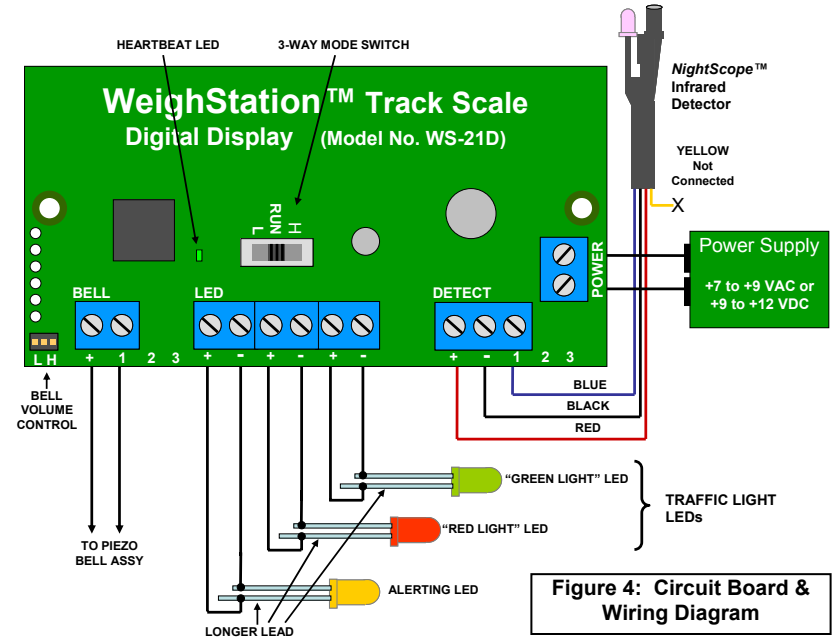 HEARTBEAT LED
3-WAY MODE SWITCH
NightScope™
Infrared
Detector
WeighStation™ Track Scale
Digital Display (Model No. WS-21D)
YELLOW
Not
Connected
X
L
RUN
H
POWER
Power Supply
+7 to +9 VAC or
+9 to +12 VDC
BELL
LED
DETECT
L H
+ 1 2 3
+ - + - + -
+ - 1 2 3
BELL
VOLUME
CONTROL
BLUE
BLACK
RED
"GREEN LIGHT" LED
TRAFFIC LIGHT
LEDs
"RED LIGHT" LED
TO PIEZO
BELL ASSY
ALERTING LED
LONGER LEAD
Figure 4: Circuit Board &
Wiring Diagram